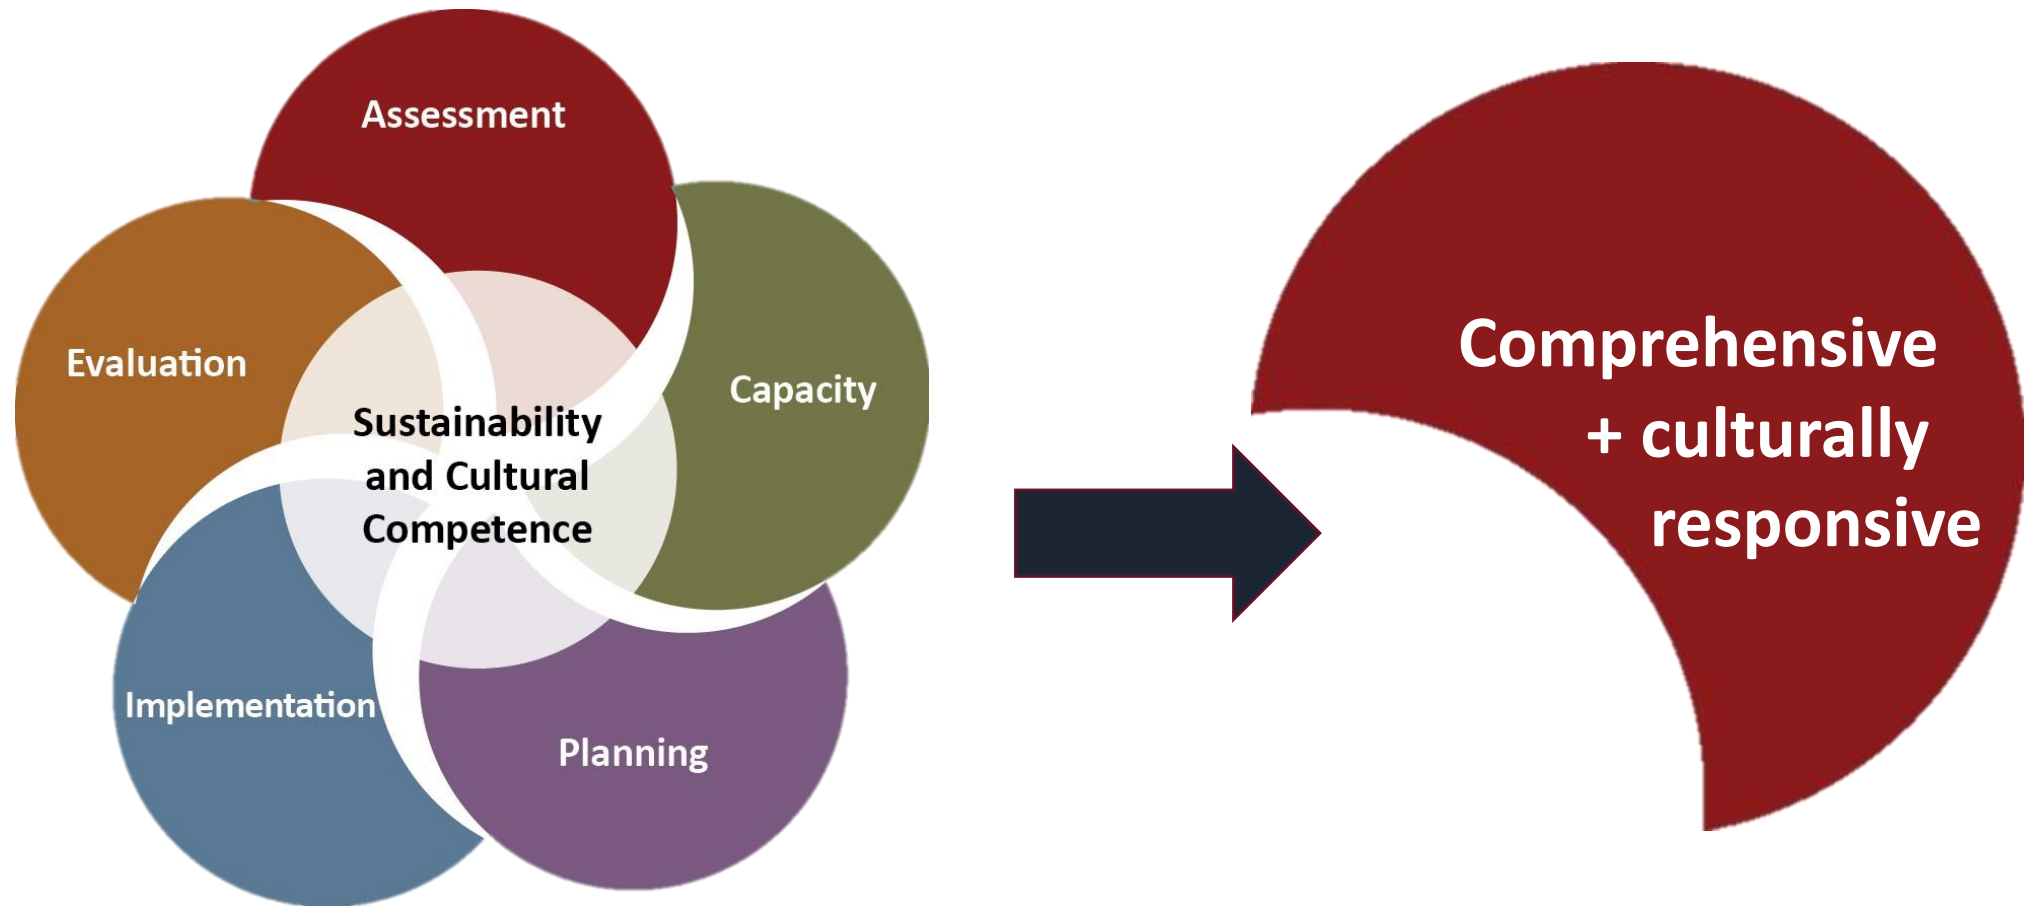 Assessment
Evaluation
Capacity
Sustainability
and Cultural
Competence
Implementation
Planning
Comprehensive
+ culturally
responsive